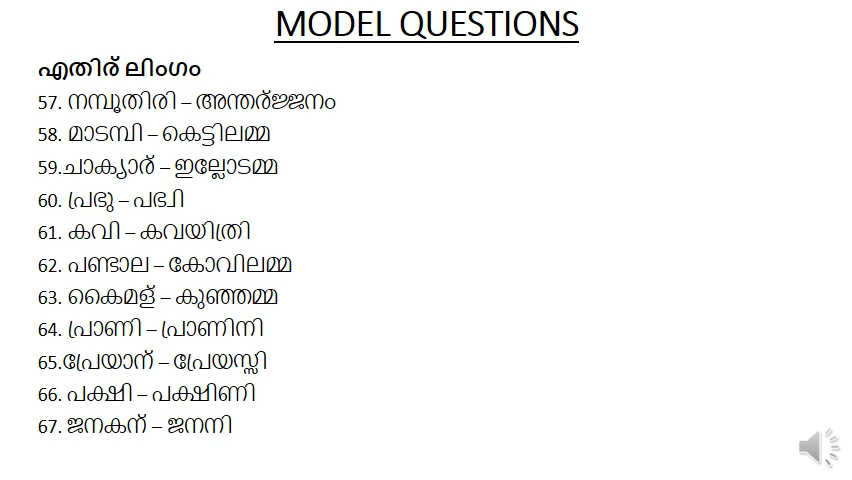 MODEL QUESTIONS
എതിര് ലിംഗം
57. നമ്പൂതിരി – അന്തര്ജ്ജനം
58. മാടമ്പി – കെട്ടിലമ്മ
59.ചാക്യാര് – ഇല്ലോടമ്മ
60. പ്രഭു – പഭ്വി
61. കവി – കവയിത്രി
62. പണ്ടാല – കോവിലമ്മ
63. കൈമള് – കുഞ്ഞമ്മ
64. പ്രാണി – പ്രാണിനി
65.പ്രേയാന് – പ്രേയസ്സി
66. പക്ഷി – പക്ഷിണി
67. ജനകന് – ജനനി